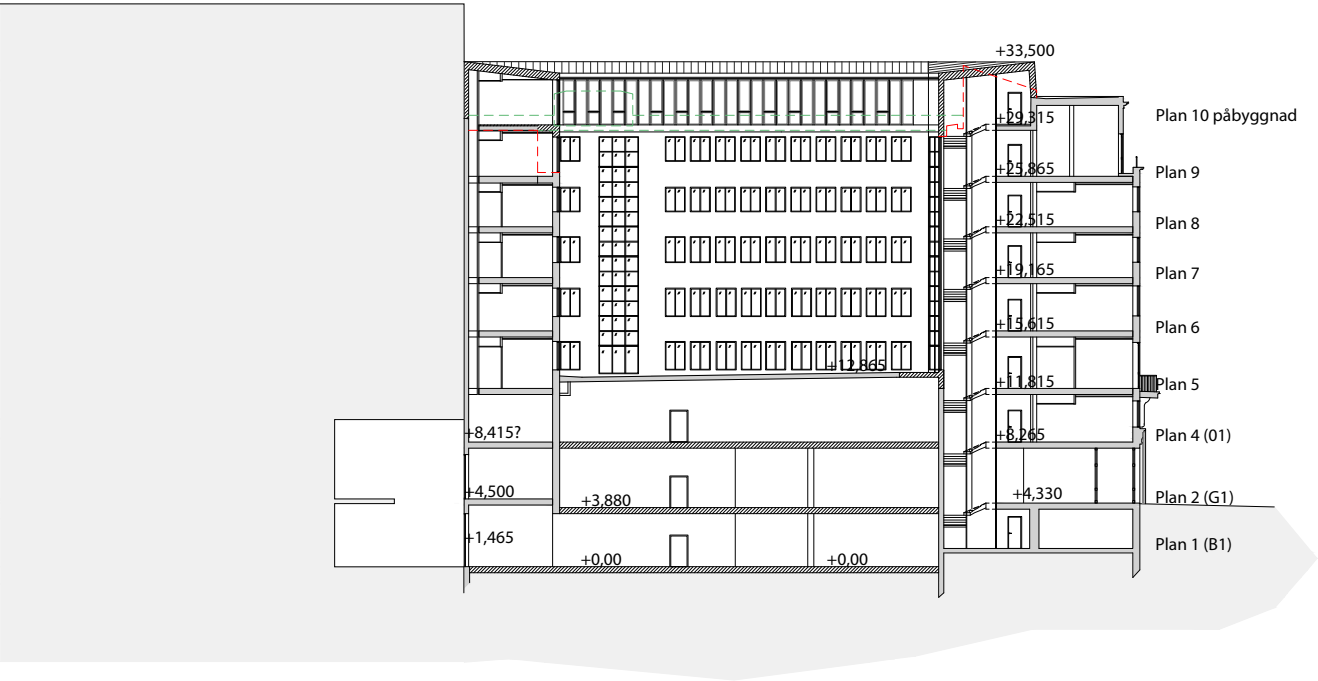 +33,500
+29,315
Plan 10 påbyggnad
+25,865
Plan 9
+22,515
Plan 8
+19,165
Plan 7
+15,615
Plan 6
+12,865
+11,815
Plan 5
+8,415?
+8,265
Plan 4 (01)
+4,500
+3,880
+4,330
Plan 2 (G1)
+1,465
+0,00
+0,00
Plan 1 (B1)